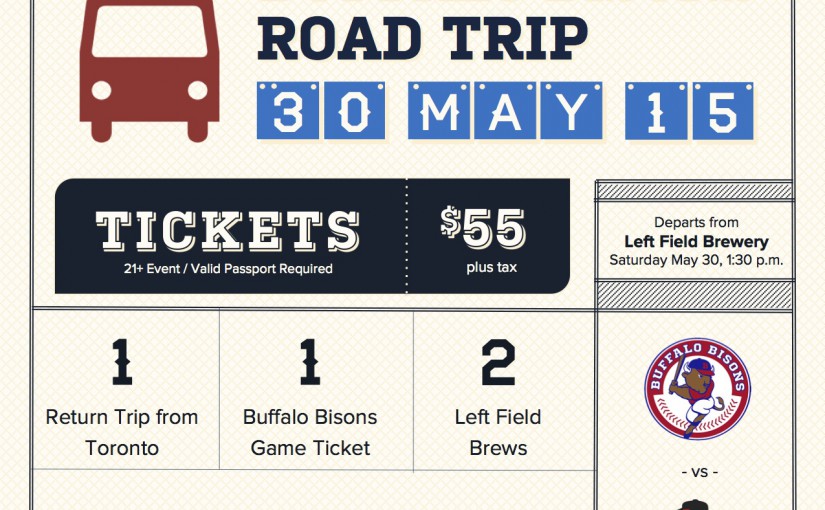 ROAD TRIP
30 MAY 15
TICKETS
21+ Event / Valid Passport Required
$55
plus tax
Departs from
Left Field Brewery
Saturday May 30, 1:30 p.m.
1
Return Trip from
Toronto
1
Buffalo Bisons
Game Ticket
2
Left Field
Brews
BUFFALO BISONS
- vs -